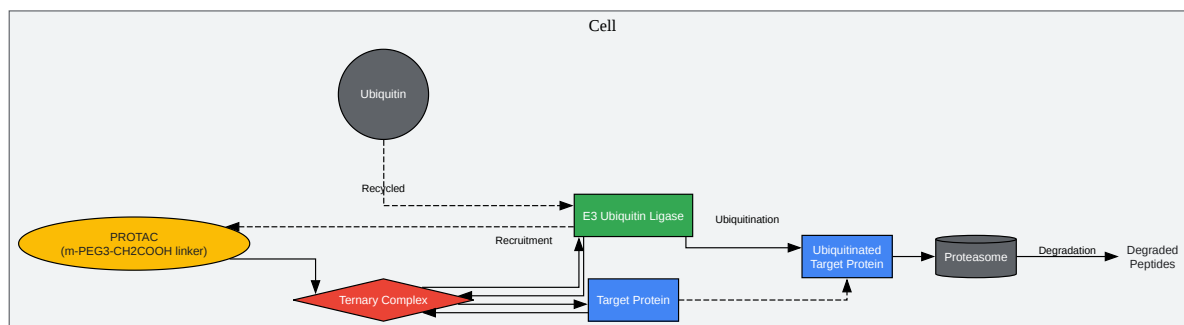 Cell
Ubiquitin
Recycled
E3 Ubiquitin Ligase
Ubiquitination
PROTAC
(m-PEG3-CH2COOH linker)
Recruitment
Ubiquitinated
Target Protein
Proteasome
Degradation
Degraded
Peptides
Ternary Complex
Target Protein